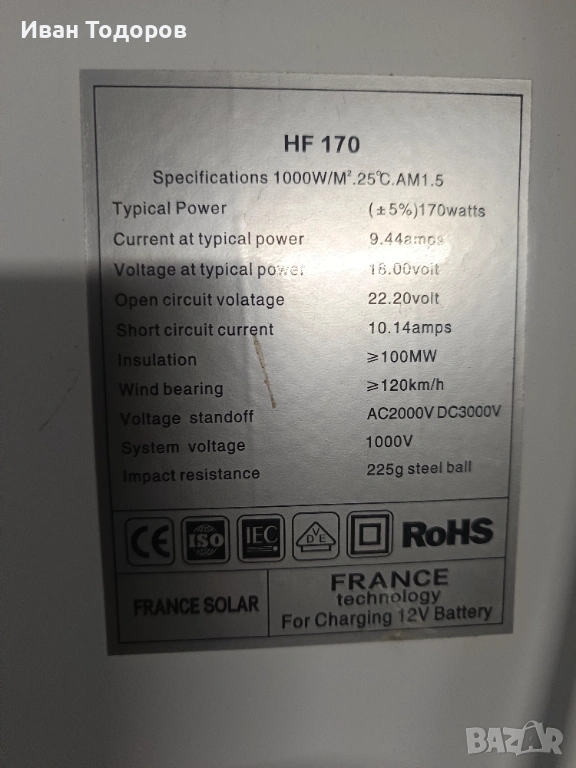 Иван Тодоров
HF 170
Specifications 1000W/M².25℃.AM1.5
Typical Power (±5%)170watts
Current at typical power 9.44amps
Voltage at typical power 18.00volt
Open circuit volatage 22.20volt
Short circuit current 10.14amps
Insulation ≥100MW
Wind bearing ≥120km/h
Voltage standoff AC2000V DC3000V
System voltage 1000V
Impact resistance 225g steel ball
CE ISO IEC DVE RoHS
FRANCE SOLAR
FRANCE
technology
For Charging 12V Battery
BAZAR